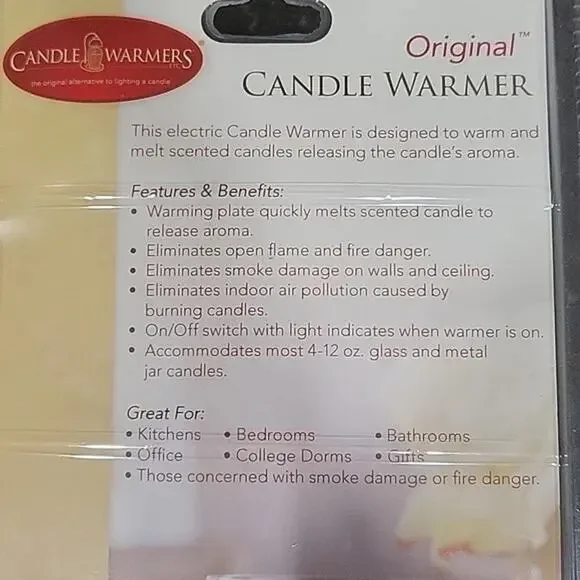 CANDLE WARMERS®
ETC.
the original alternative to lighting a candle
Original™
CANDLE WARMER
This electric Candle Warmer is designed to warm and
melt scented candles releasing the candle's aroma.
Features & Benefits:
• Warming plate quickly melts scented candle to
release aroma.
• Eliminates open flame and fire danger.
• Eliminates smoke damage on walls and ceiling.
• Eliminates indoor air pollution caused by
burning candles.
• On/Off switch with light indicates when warmer is on.
• Accommodates most 4-12 oz. glass and metal
jar candles.
Great For:
• Kitchens • Bedrooms • Bathrooms
• Office • College Dorms • Gifts
• Those concerned with smoke damage or fire danger.